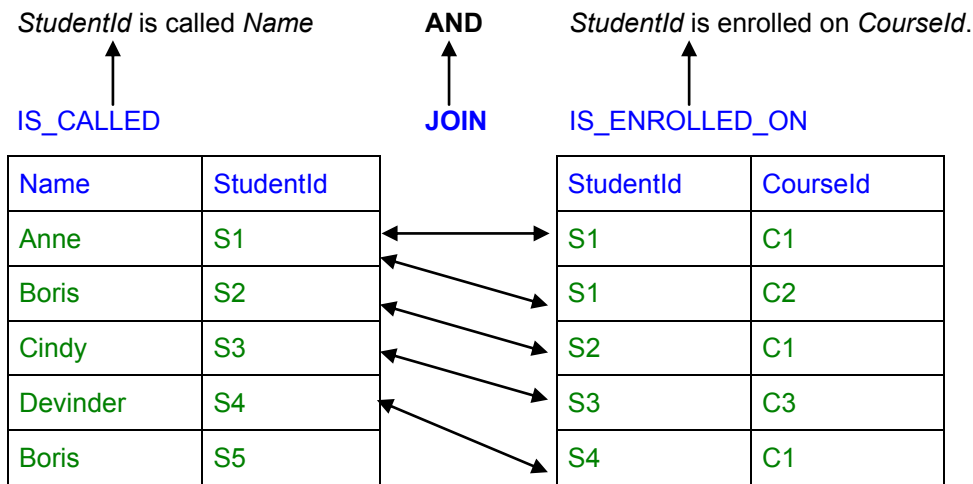 StudentId is called Name AND StudentId is enrolled on CourseId.
IS_CALLED JOIN IS_ENROLLED_ON
Name StudentId StudentId CourseId
Anne S1 S1 C1
Boris S2 S1 C2
Cindy S3 S2 C1
Devinder S4 S3 C3
Boris S5 S4 C1